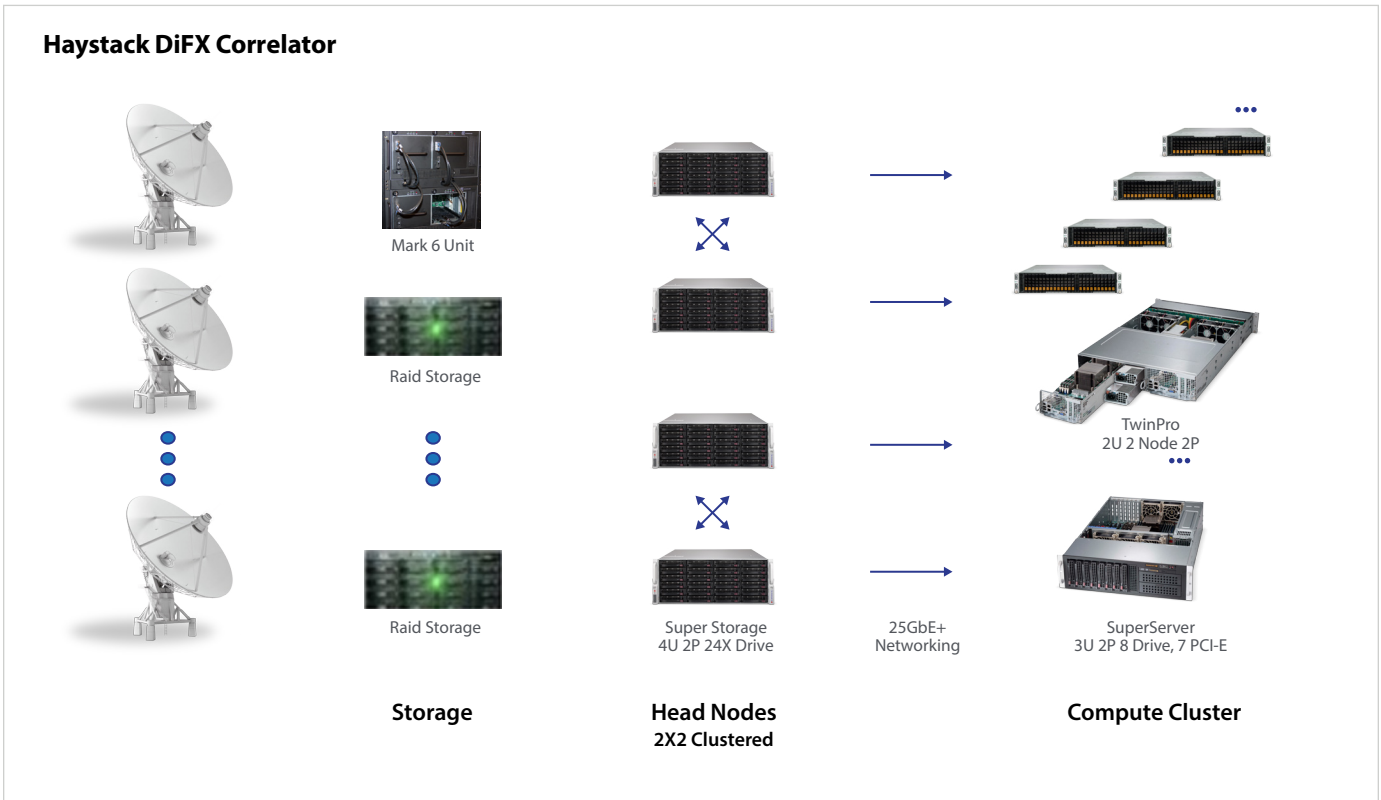 Haystack DiFX Correlator
Mark 6 Unit
Raid Storage
TwinPro
2U 2 Node 2P
Raid Storage
Super Storage
4U 2P 24X Drive
25GbE+
Networking
SuperServer
3U 2P 8 Drive, 7 PCI-E
Storage
Head Nodes
2X2 Clustered
Compute Cluster